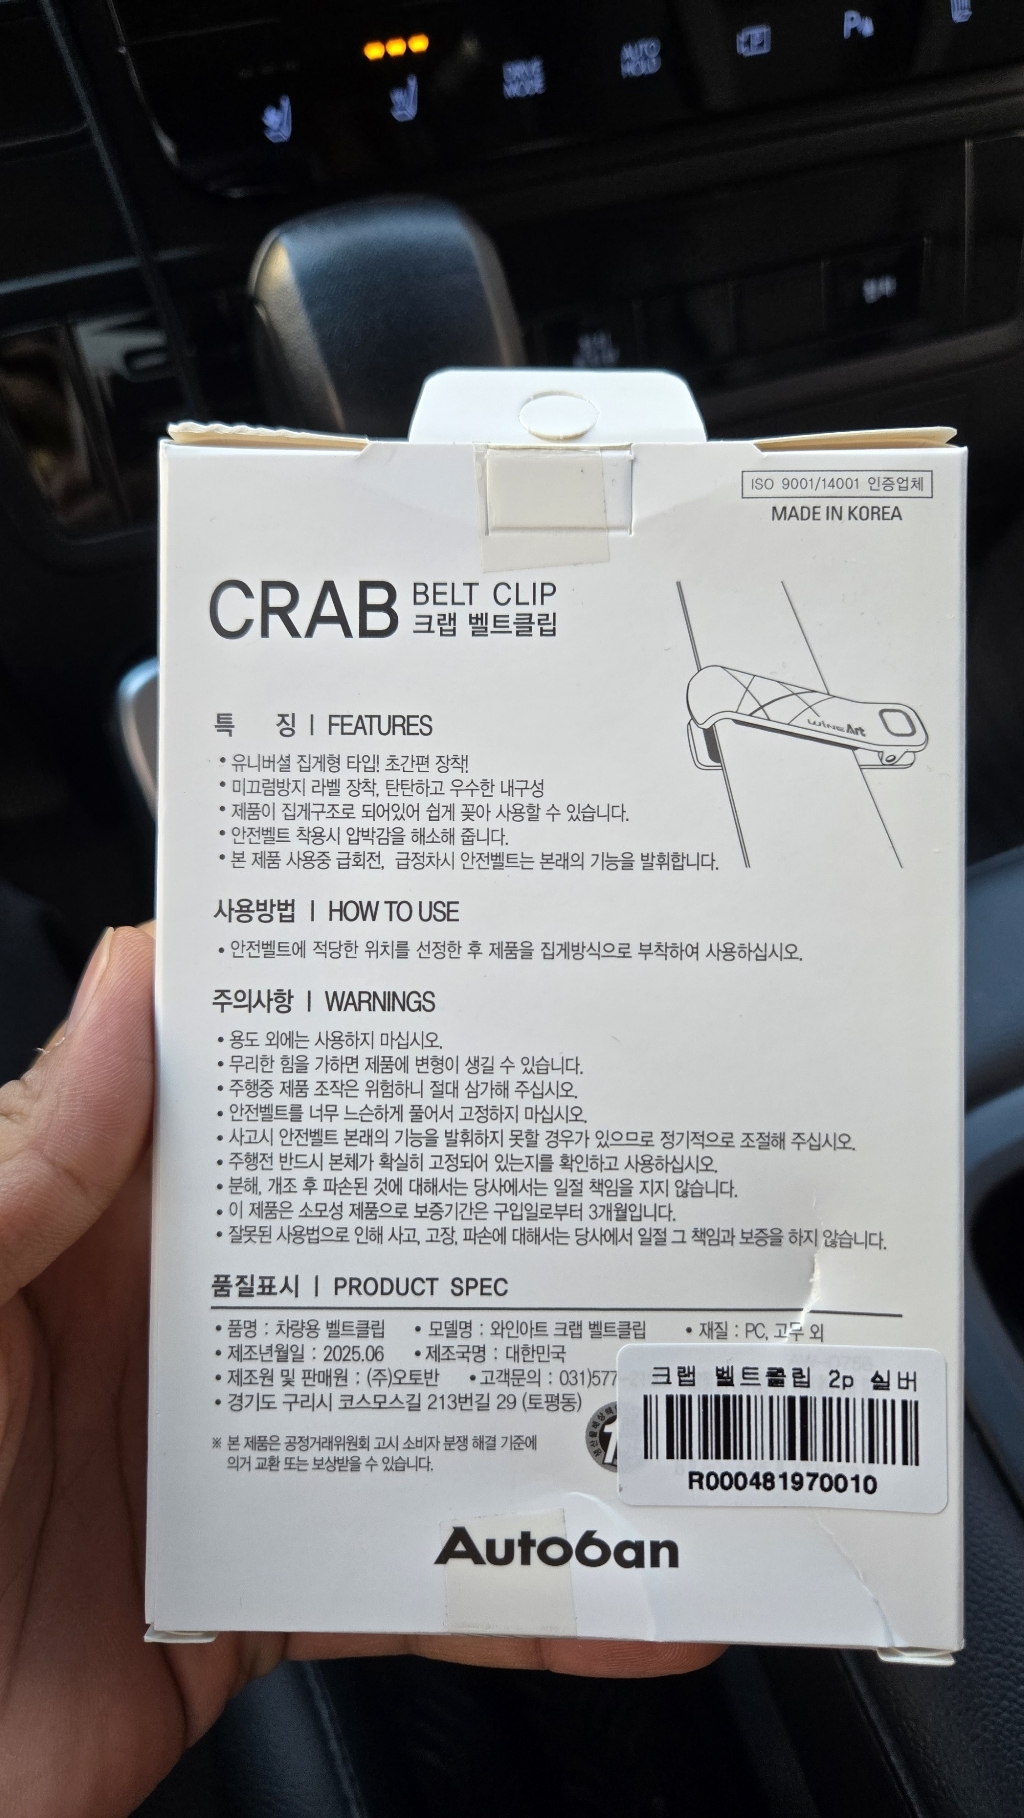 DRIVE MODE
AUTO HOLD
P
ISO 9001/14001 인증업체
MADE IN KOREA
CRAB BELT CLIP
크랩 벨트클립
WINE Art
특 징 | FEATURES
• 유니버셜 집게형 타입! 초간편 장착!
• 미끄럼방지 라벨 장착, 탄탄하고 우수한 내구성
• 제품이 집게구조로 되어있어 쉽게 꽂아 사용할 수 있습니다.
• 안전벨트 착용시 압박감을 해소해 줍니다.
• 본 제품 사용중 급회전, 급정차시 안전벨트는 본래의 기능을 발휘합니다.
사용방법 | HOW TO USE
• 안전벨트에 적당한 위치를 선정한 후 제품을 집게방식으로 부착하여 사용하십시오.
주의사항 | WARNINGS
• 용도 외에는 사용하지 마십시오.
• 무리한 힘을 가하면 제품에 변형이 생길 수 있습니다.
• 주행중 제품 조작은 위험하니 절대 삼가해 주십시오.
• 안전벨트를 너무 느슨하게 풀어서 고정하지 마십시오.
• 사고시 안전벨트 본래의 기능을 발휘하지 못할 경우가 있으므로 정기적으로 조절해 주십시오.
• 주행전 반드시 본체가 확실히 고정되어 있는지를 확인하고 사용하십시오.
• 분해, 개조 후 파손된 것에 대해서는 당사에서는 일절 책임을 지지 않습니다.
• 이 제품은 소모성 제품으로 보증기간은 구입일로부터 3개월입니다.
• 잘못된 사용법으로 인해 사고, 고장, 파손에 대해서는 당사에서 일절 그 책임과 보증을 하지 않습니다.
품질표시 | PRODUCT SPEC
• 품명 : 차량용 벨트클립 • 모델명 : 와인아트 크랩 벨트클립 • 재질 : PC, 고무 외
• 제조년월일 : 2025.06 • 제조국명 : 대한민국
• 제조원 및 판매원 : (주)오토반 • 고객문의 : 031)577-
• 경기도 구리시 코스모스길 213번길 29 (토평동)
크랩 벨트클립 2p 실버
R000481970010
※ 본 제품은 공정거래위원회 고시 소비자 분쟁 해결 기준에
의거 교환 또는 보상받을 수 있습니다.
Autoban